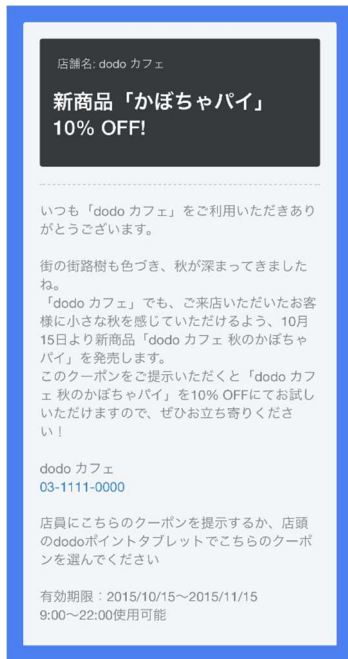 店舗名: dodo カフェ
新商品「かぼちゃパイ」
10% OFF!
いつも「dodo カフェ」をご利用いただきあり
がとうございます。
街の街路樹も色づき、秋が深まってきました
ね。
「dodo カフェ」でも、ご来店いただいたお客
様に小さな秋を感じていただけるよう、10月
15日より新商品「dodo カフェ 秋のかぼちゃ
パイ」を発売します。
このクーポンをご提示いただくと「dodo カフ
ェ 秋のかぼちゃパイ」を10% OFFにてお試し
いただけますので、ぜひお立ち寄りくださ
い！
dodo カフェ
03-1111-0000
店員にこちらのクーポンを提示するか、店頭
のdodoポイントタブレットでこちらのクーポ
ンを選んでください
有効期限：2015/10/15〜2015/11/15
9:00〜22:00使用可能